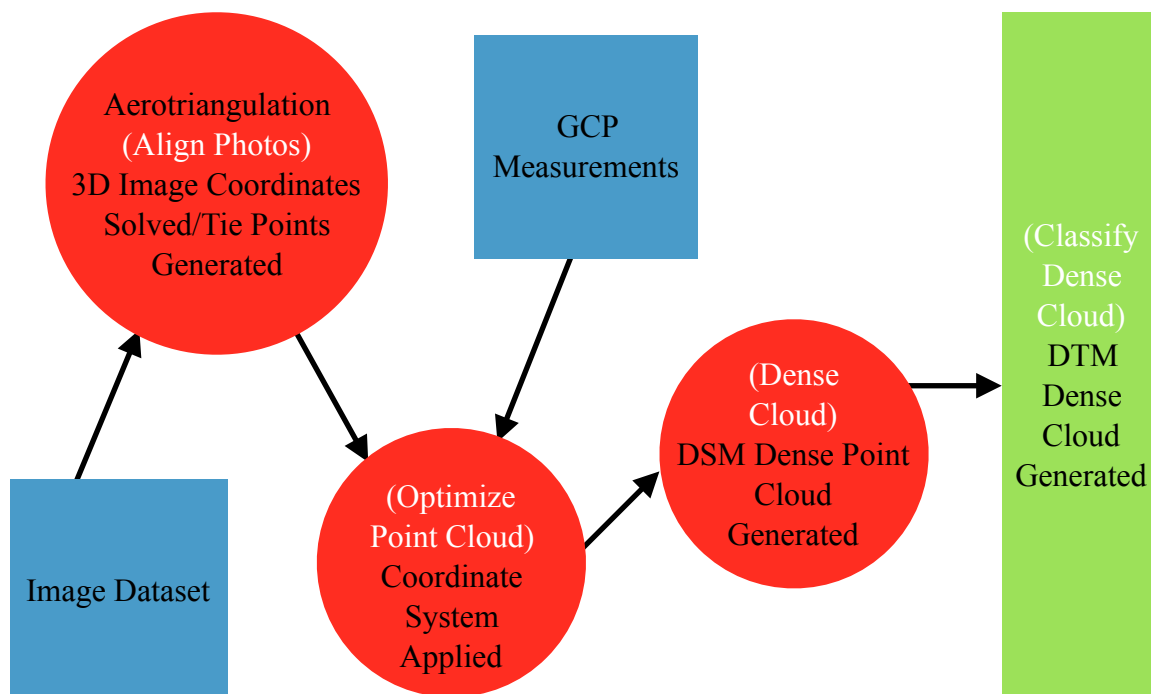 Aerotriangulation
(Align Photos)
3D Image Coordinates
Solved/Tie Points
Generated
GCP
Measurements
(Classify
Dense
Cloud)
DTM
Dense
Cloud
Generated
(Dense
Cloud)
DSM Dense Point
Cloud
Generated
(Optimize
Point Cloud)
Coordinate
System
Applied
Image Dataset